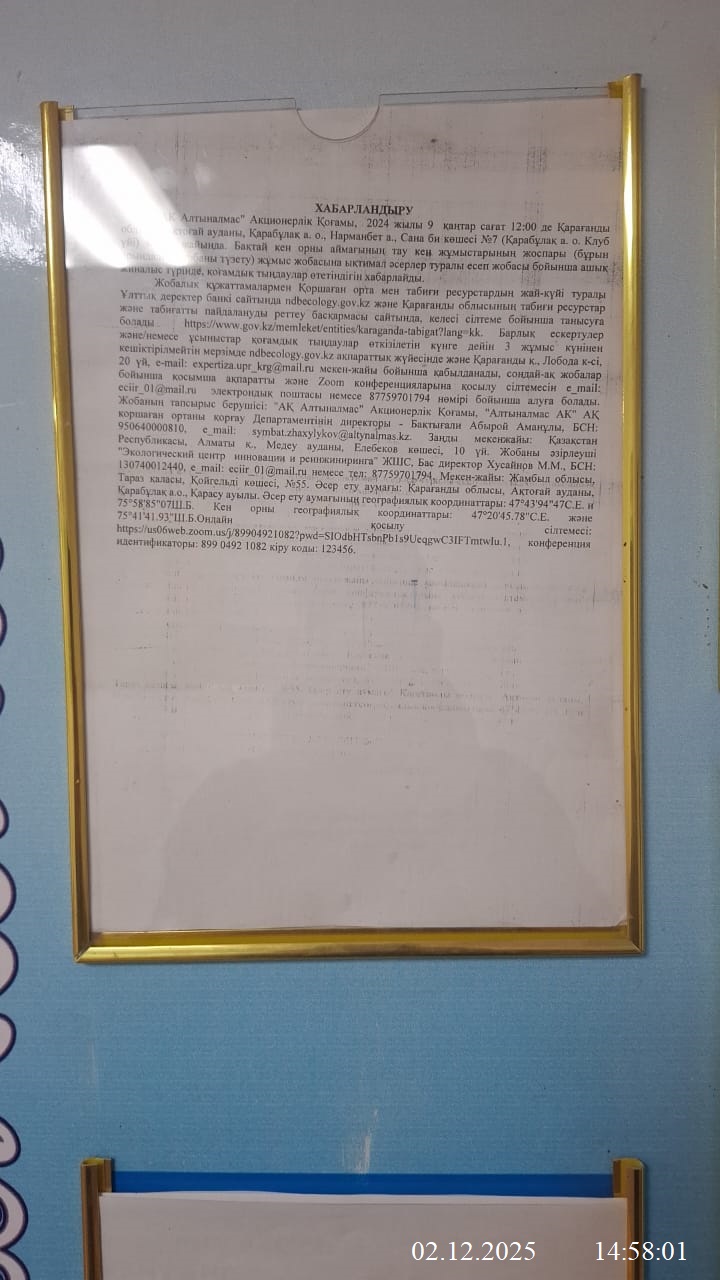 ХАБАРЛАНДЫРУ
Алтыналмас" Акционерлік Қоғамы, 2024 жылы 9 қаңтар сағат 12:00 де Қарағанды
ауданы, Қарабұлақ а. о., Нарманбет а., Сана би көшесі №7 (Қарабұлақ а. о. Клуб
Бақтай кен орны аймағының тау кен жұмыстарының жоспары (бұрын
түзету) жұмыс жобасына ықтимал әсерлер туралы есеп жобасы бойынша ашық
жиналыс түрінде, қоғамдық тыңдаулар өтетіндігін хабарлайды.
Жобалық құжаттамалармен Қоршаған орта мен табиғи ресурстардың жай-күйі туралы
Ұлттық деректер банкі сайтында ndbecology.gov.kz және Қарағанды облысының табиғи ресурстар
және табиғатты пайдалануды реттеу басқармасы сайтында, келесі сілтеме бойынша танысуға
болады https://www.gov.kz/memleket/entities/karaganda-tabigat?lang=kk. Барлық ескертулер
және/немесе ұсыныстар қоғамдық тыңдаулар өткізілетін күнге дейін 3 жұмыс күнінен
кешіктірілмейтін мерзімде ndbecology.gov.kz ақпараттық жүйесінде және Қарағанды қ., Лобода к-сі,
20 үй, e-mail: expertiza.upr_krg@mail.ru мекен-жайы бойынша қабылданады, сондай-ақ жобалар
бойынша қосымша ақпаратты және Zoom конференцияларына қосылу сілтемесін e_mail:
eciir_01@mail.ru электрондық поштасы немесе 87759701794 нөмірі бойынша алуға болады.
Жобаның тапсырыс берушісі: "АҚ Алтыналмас" Акционерлік Қоғамы, "Алтыналмас АК" АҚ
қоршаған ортаны қорғау Департаментінің директоры - Бактығали Абырой Аманұлы, БСН:
950640000810, e_mail: symbat.zhaxylykov@altynalmas.kz. Заңды мекенжайы: Қазақстан
Республикасы, Алматы қ., Медеу ауданы, Елебеков көшесі, 10 үй. Жобаны әзірлеуші
"Экологический центр инновации и реинжиниринга" ЖШС, Бас директор Хусайнов М.М., БСН:
130740012440, e_mail: eciir_01@mail.ru немесе тел: 87759701794, Мекен-жайы: Жамбыл облысы,
Тараз қаласы, Қойгельді көшесі, №55. Әсер ету аумағы: Қарағанды облысы, Ақтоғай ауданы,
Қарабұлақ а.о., Қарасу ауылы. Әсер ету аумағының географиялық координаттары: 47°43'94"47С.Е. и
75°58'85"07Ш.Б. Кен орны географиялық координаттары: 47°20'45.78"С.Е. және
75°41'41.93"Ш.Б.Онлайн қосылу сілтемесі:
https://us06web.zoom.us/j/89904921082?pwd=SIOdbHTsbnPb1s9UeqgwC3IFTmtwIu.1, конференция
идентификаторы: 899 0492 1082 кіру коды: 123456.
02.12.2025 14:58:01